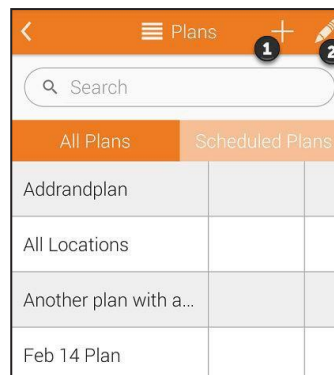 Plans
1
2
Search
All Plans Scheduled Plans
Addrandplan
All Locations
Another plan with a...
Feb 14 Plan